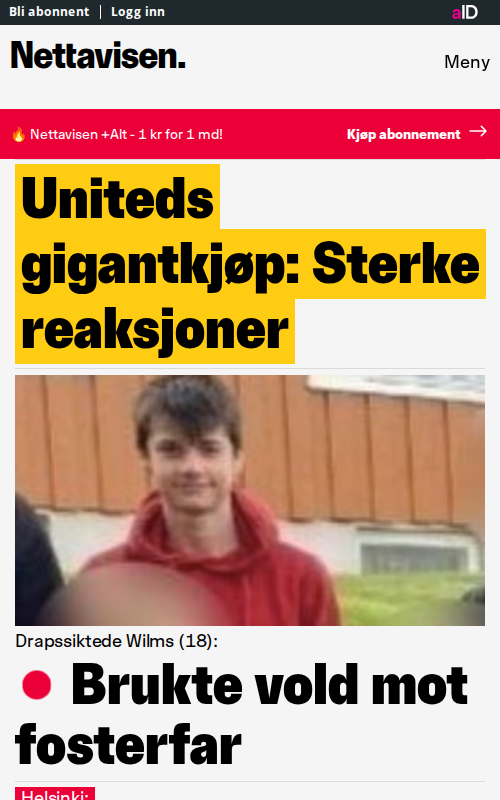 Bli abonnent | Logg inn
aID
Nettavisen.
Meny
🔥 Nettavisen +Alt - 1 kr for 1 md!
Kjøp abonnement →
Uniteds
gigantkjøp: Sterke
reaksjoner
Drapssiktede Wilms (18):
Brukte vold mot
fosterfar
Helsinki: